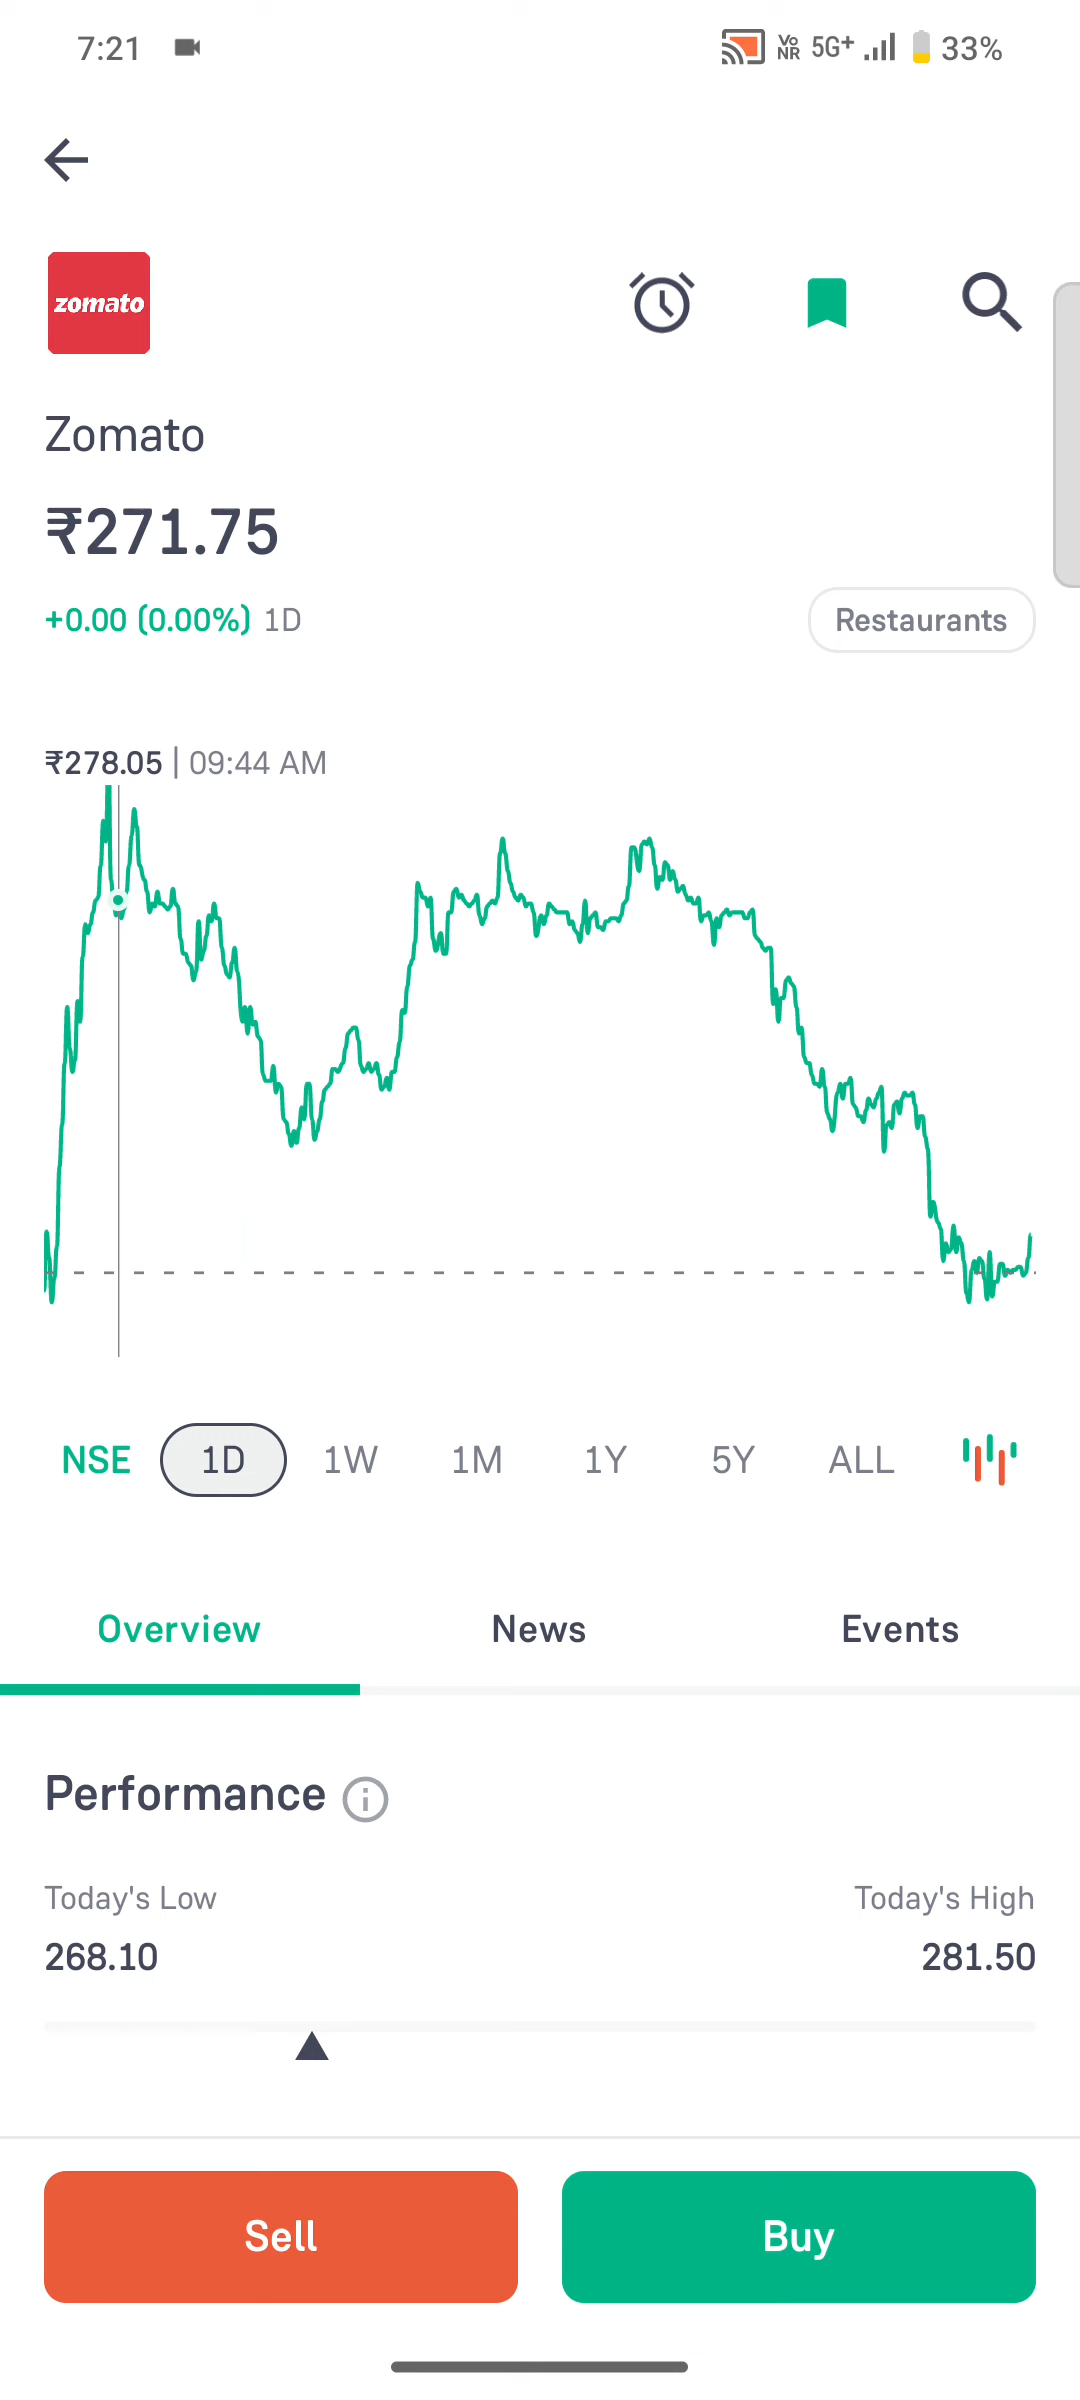 7:21 Vo NR 5G+ 33%
zomato
Zomato
₹271.75
+0.00 (0.00%) 1D
Restaurants
₹278.05 | 09:44 AM
NSE 1D 1W 1M 1Y 5Y ALL
Overview News Events
Performance
Today's Low Today's High
268.10 281.50
Sell Buy